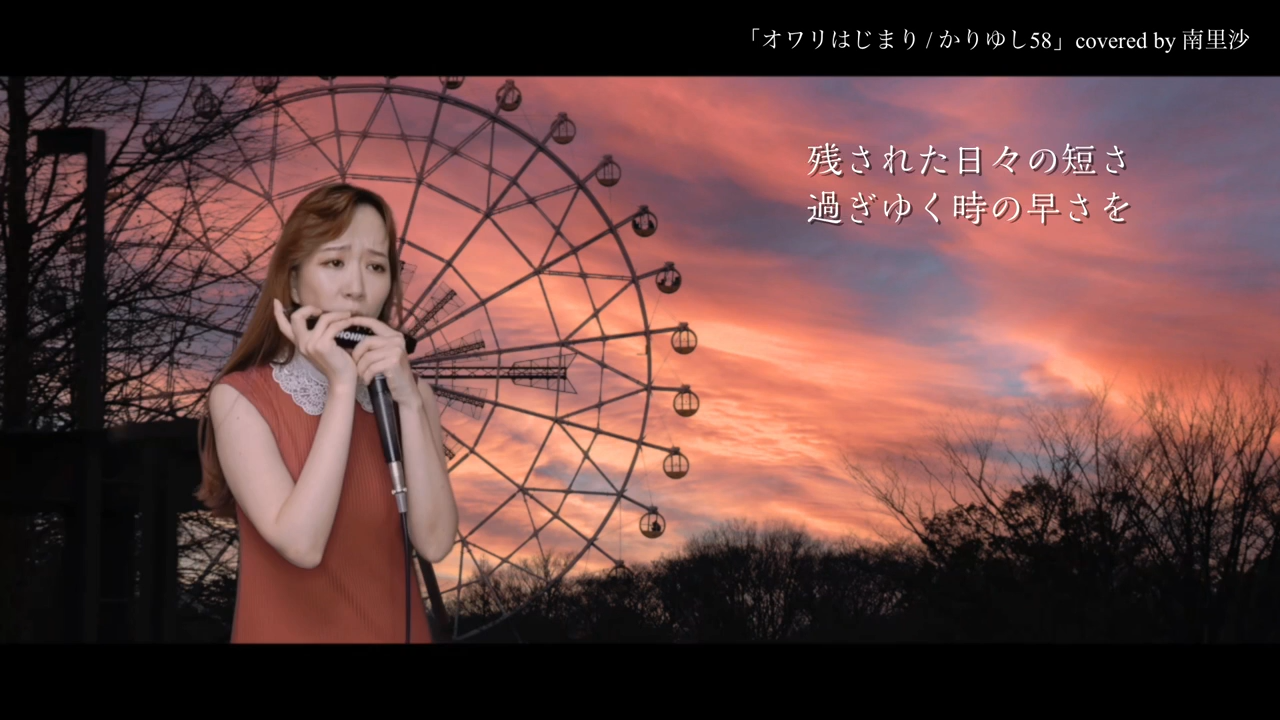 「オワリはじまり / かりゆし58」covered by 南里沙
残された日々の短さ
過ぎゆく時の早さを